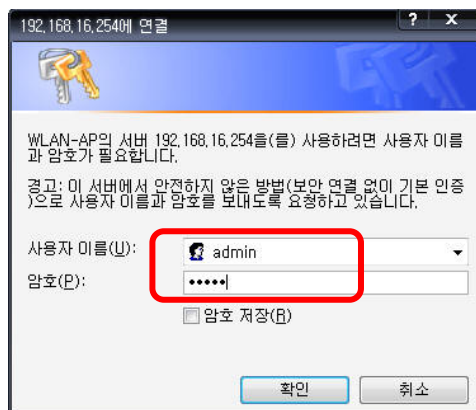 192,168,16,254에 연결
WLAN-AP의 서버 192,168,16,254을(를) 사용하려면 사용자 이름
과 암호가 필요합니다.
경고: 이 서버에서 안전하지 않은 방법(보안 연결 없이 기본 인증
)으로 사용자 이름과 암호를 보내도록 요청하고 있습니다.
사용자 이름(U):
admin
암호(P):
•••••
암호 저장(R)
확인
취소